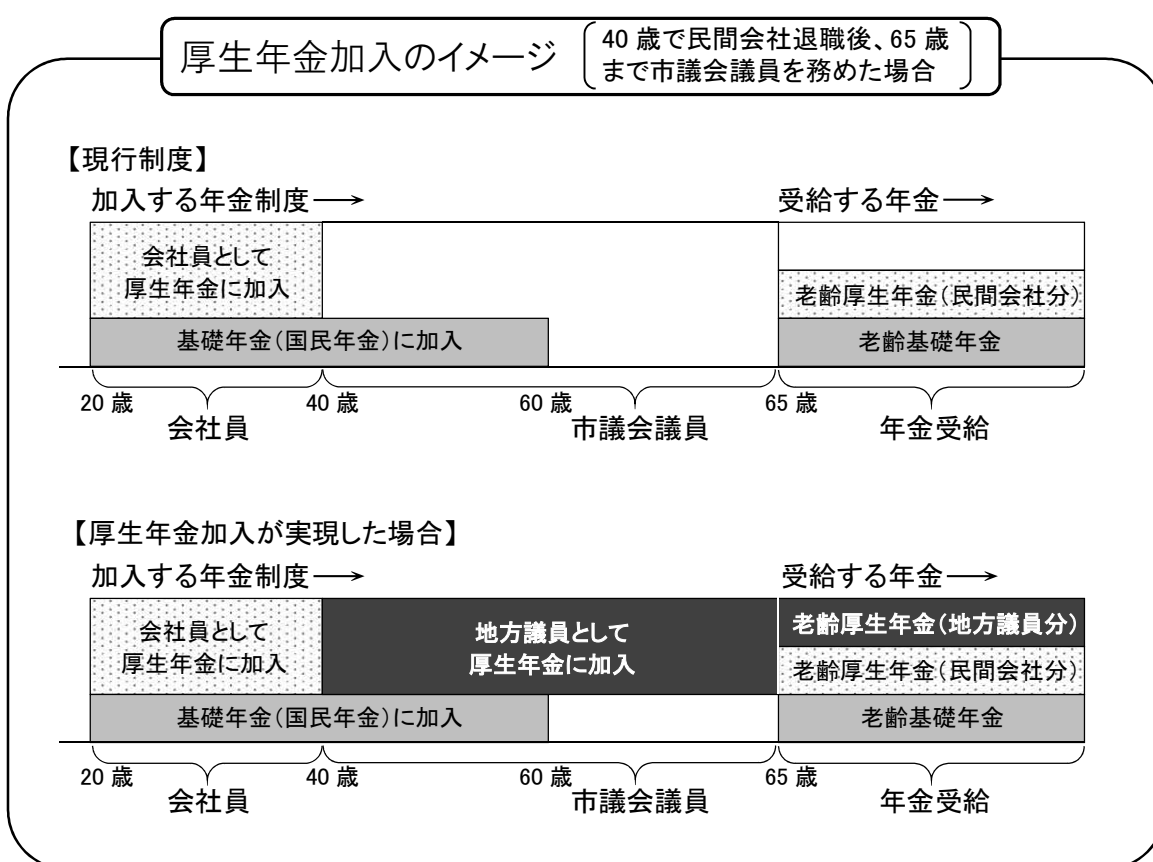 厚生年金加入のイメージ
40 歳で民間会社退職後、65 歳
まで市議会議員を務めた場合
【現行制度】
加入する年金制度→
受給する年金→
会社員として
厚生年金に加入
老齢厚生年金(民間会社分)
基礎年金(国民年金)に加入
老齢基礎年金
20 歳
40 歳
60 歳
65 歳
会社員
市議会議員
年金受給
【厚生年金加入が実現した場合】
加入する年金制度→
受給する年金→
会社員として
厚生年金に加入
地方議員として
厚生年金に加入
老齢厚生年金(地方議員分)
老齢厚生年金(民間会社分)
基礎年金(国民年金)に加入
老齢基礎年金
20 歳
40 歳
60 歳
65 歳
会社員
市議会議員
年金受給